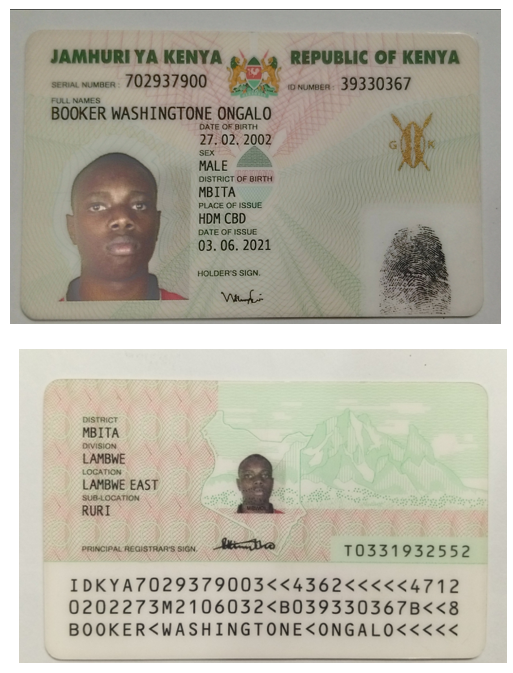 JAMHURI YA KENYA REPUBLIC OF KENYA
SERIAL NUMBER: 702937900 ID NUMBER: 39330367
FULL NAMES
BOOKER WASHINGTONE ONGALO
DATE OF BIRTH
27. 02. 2002
SEX
MALE
G K
DISTRICT OF BIRTH
MBITA
PLACE OF ISSUE
HDM CBD
DATE OF ISSUE
03. 06. 2021
HOLDER'S SIGN.
DISTRICT
MBITA
DIVISION
LAMBWE
LOCATION
LAMBWE EAST
SUB-LOCATION
RURI
PRINCIPAL REGISTRAR'S SIGN.
T0331932552
IDKYA7029379003<<4362<<<<<4712
0202273M2106032<B039330367B<<8
BOOKER<WASHINGTONE<ONGALO<<<<<